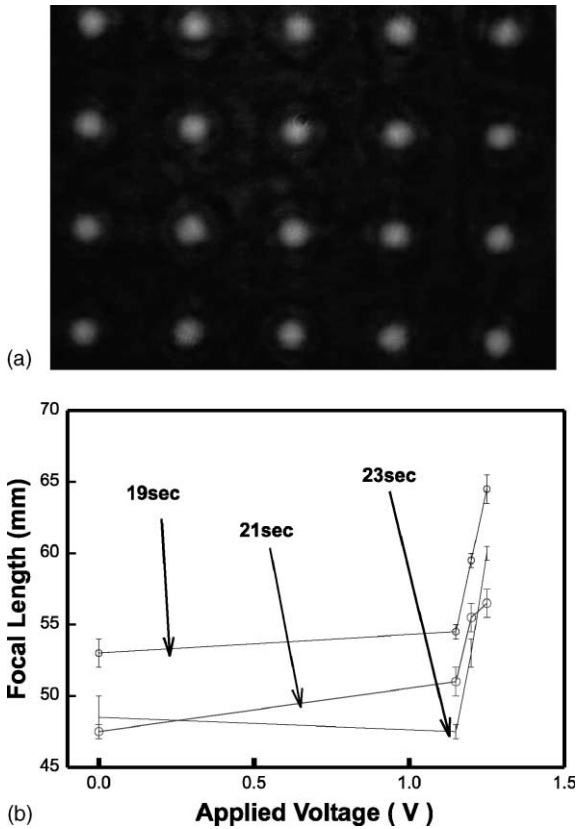 (a)
70
65
60
55
50
45
Focal Length (mm)
19sec
21sec
23sec
0.0
0.5
1.0
1.5
Applied Voltage ( V )
(b)